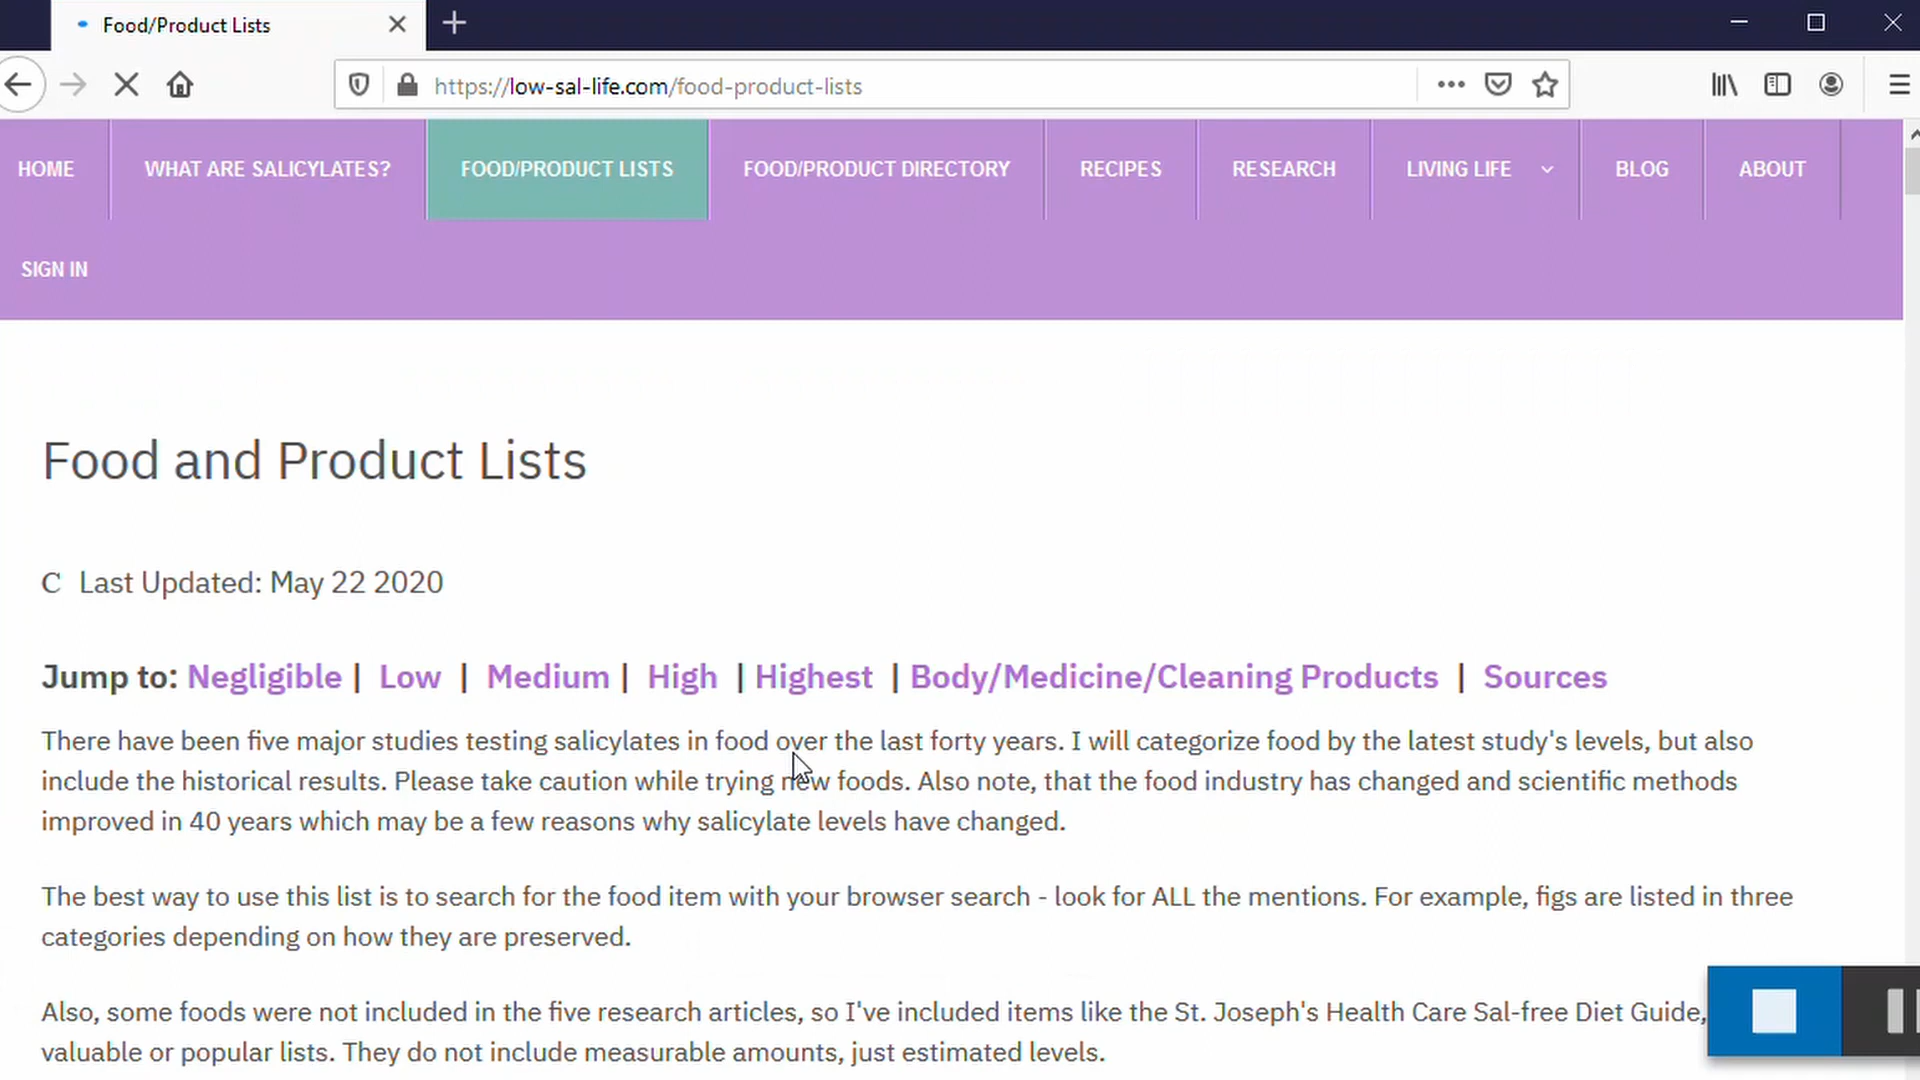 Food/Product Lists
https://low-sal-life.com/food-product-lists
HOME WHAT ARE SALICYLATES? FOOD/PRODUCT LISTS FOOD/PRODUCT DIRECTORY RECIPES RESEARCH LIVING LIFE BLOG ABOUT
SIGN IN
Food and Product Lists
C Last Updated: May 22 2020
Jump to: Negligible | Low | Medium | High | Highest | Body/Medicine/Cleaning Products | Sources
There have been five major studies testing salicylates in food over the last forty years. I will categorize food by the latest study's levels, but also
include the historical results. Please take caution while trying new foods. Also note, that the food industry has changed and scientific methods
improved in 40 years which may be a few reasons why salicylate levels have changed.
The best way to use this list is to search for the food item with your browser search - look for ALL the mentions. For example, figs are listed in three
categories depending on how they are preserved.
Also, some foods were not included in the five research articles, so I've included items like the St. Joseph's Health Care Sal-free Diet Guide,
valuable or popular lists. They do not include measurable amounts, just estimated levels.